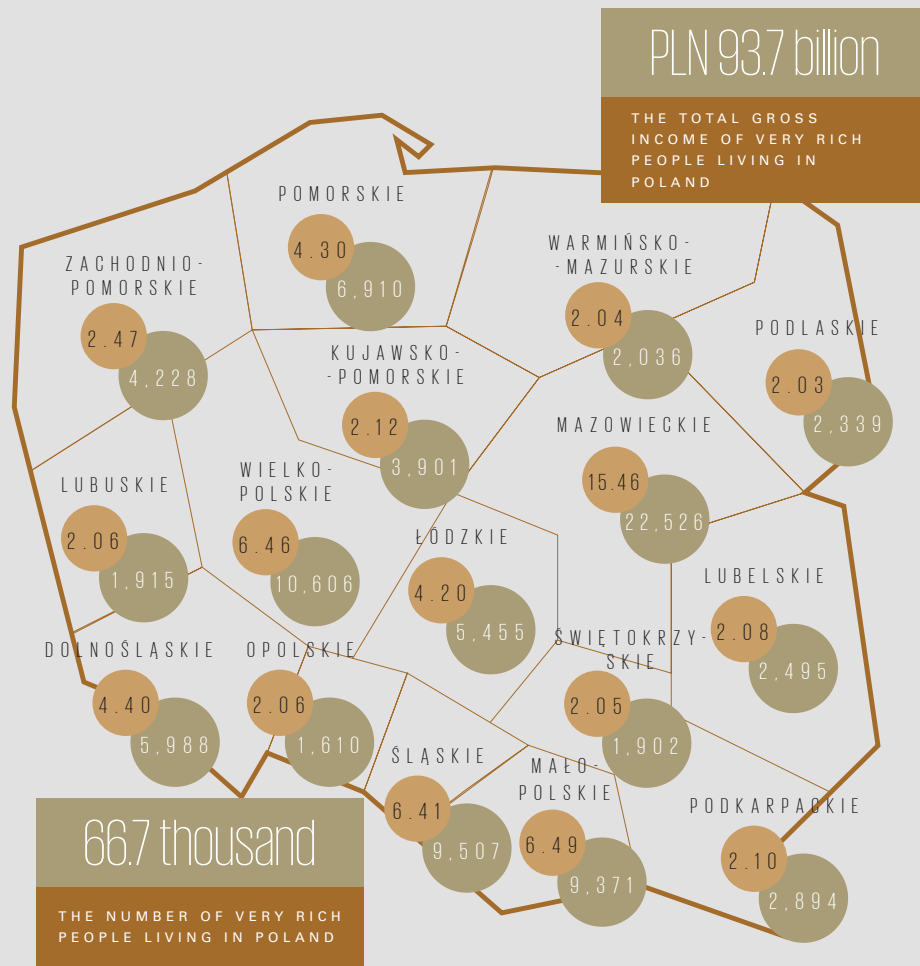 PLN 93.7 billion
THE TOTAL GROSS
INCOME OF VERY RICH
PEOPLE LIVING IN
POLAND
POMORSKIE
4.30
6,910
WARMIŃSKO-
-MAZURSKIE
2.04
2,036
ZACHODNIO-
POMORSKIE
2.47
4,228
PODLASKIE
2.03
2,339
KUJAWSKO-
-POMORSKIE
2.12
3,901
MAZOWIECKIE
15.46
22,526
WIELKO-
POLSKIE
6.46
10,606
LUBUSKIE
2.06
1,915
ŁÓDZKIE
4.20
5,455
LUBELSKIE
2.08
2,495
ŚWIĘTOKRZY-
SKIE
2.05
1,902
DOLNOŚLĄSKIE
4.40
5,988
OPOLSKIE
2.06
1,610
ŚLĄSKIE
6.41
9,507
MAŁO-
POLSKIE
6.49
9,371
PODKARPACKIE
2.10
2,894
66.7 thousand
THE NUMBER OF VERY RICH
PEOPLE LIVING IN POLAND